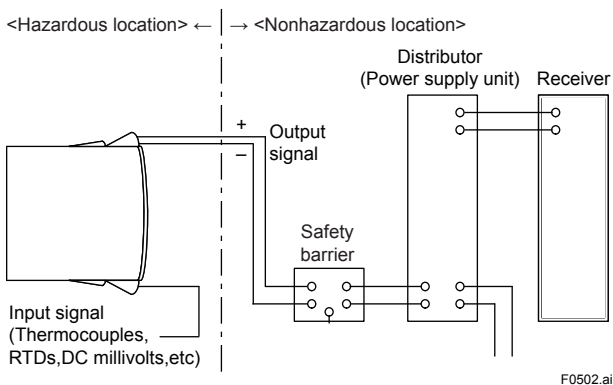 <Hazardous location> ← → <Nonhazardous location>
Distributor
(Power supply unit) Receiver
+
Output
–
signal
Safety
barrier
Input signal
(Thermocouples,
RTDs,DC millivolts,etc)
F0502.ai